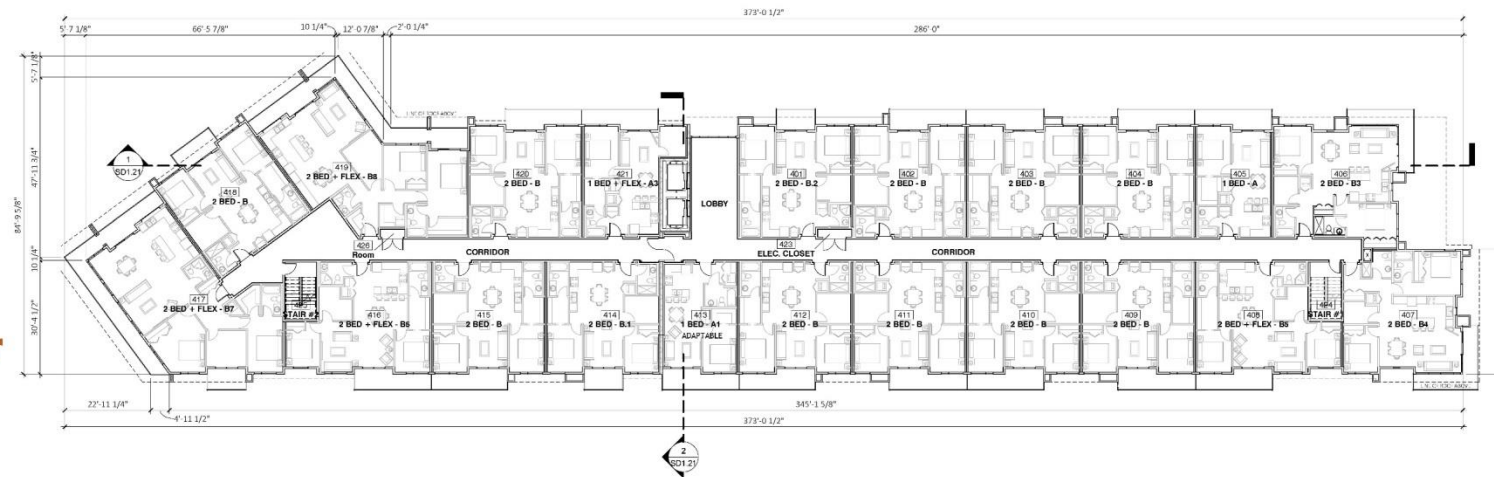 373'-0 1/2"
5'-7 1/8"
66'-5 7/8"
10 1/4"
12'-0 7/8"
2'-0 1/4"
286'-0"
5'-7 1/8"
47'-11 3/4"
84'-9 5/8"
10 1/4"
30'-4 1/2"
1
SD1.21
418
2 BED - B
419
2 BED + FLEX - B8
420
2 BED - B
421
1 BED + FLEX - A3
LOBBY
401
2 BED - B.2
402
2 BED - B
403
2 BED - B
404
2 BED - B
405
1 BED - A
406
2 BED - B3
426
Room
CORRIDOR
423
ELEC. CLOSET
CORRIDOR
417
2 BED + FLEX - B7
STAIR #2
416
2 BED + FLEX - B6
415
2 BED - B
414
2 BED - B.1
413
1 BED - A1
ADAPTABLE
412
2 BED - B
411
2 BED - B
410
2 BED - B
409
2 BED - B
408
2 BED + FLEX - B5
424
STAIR #1
407
2 BED - B4
22'-11 1/4"
4'-11 1/2"
345'-1 5/8"
373'-0 1/2"
2
SD1.21